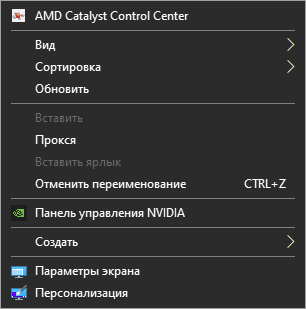 AMD Catalyst Control Center
Вид
Сортировка
Обновить
Вставить
Прокся
Вставить ярлык
Отменить переименование CTRL+Z
Панель управления NVIDIA
Создать
Параметры экрана
Персонализация